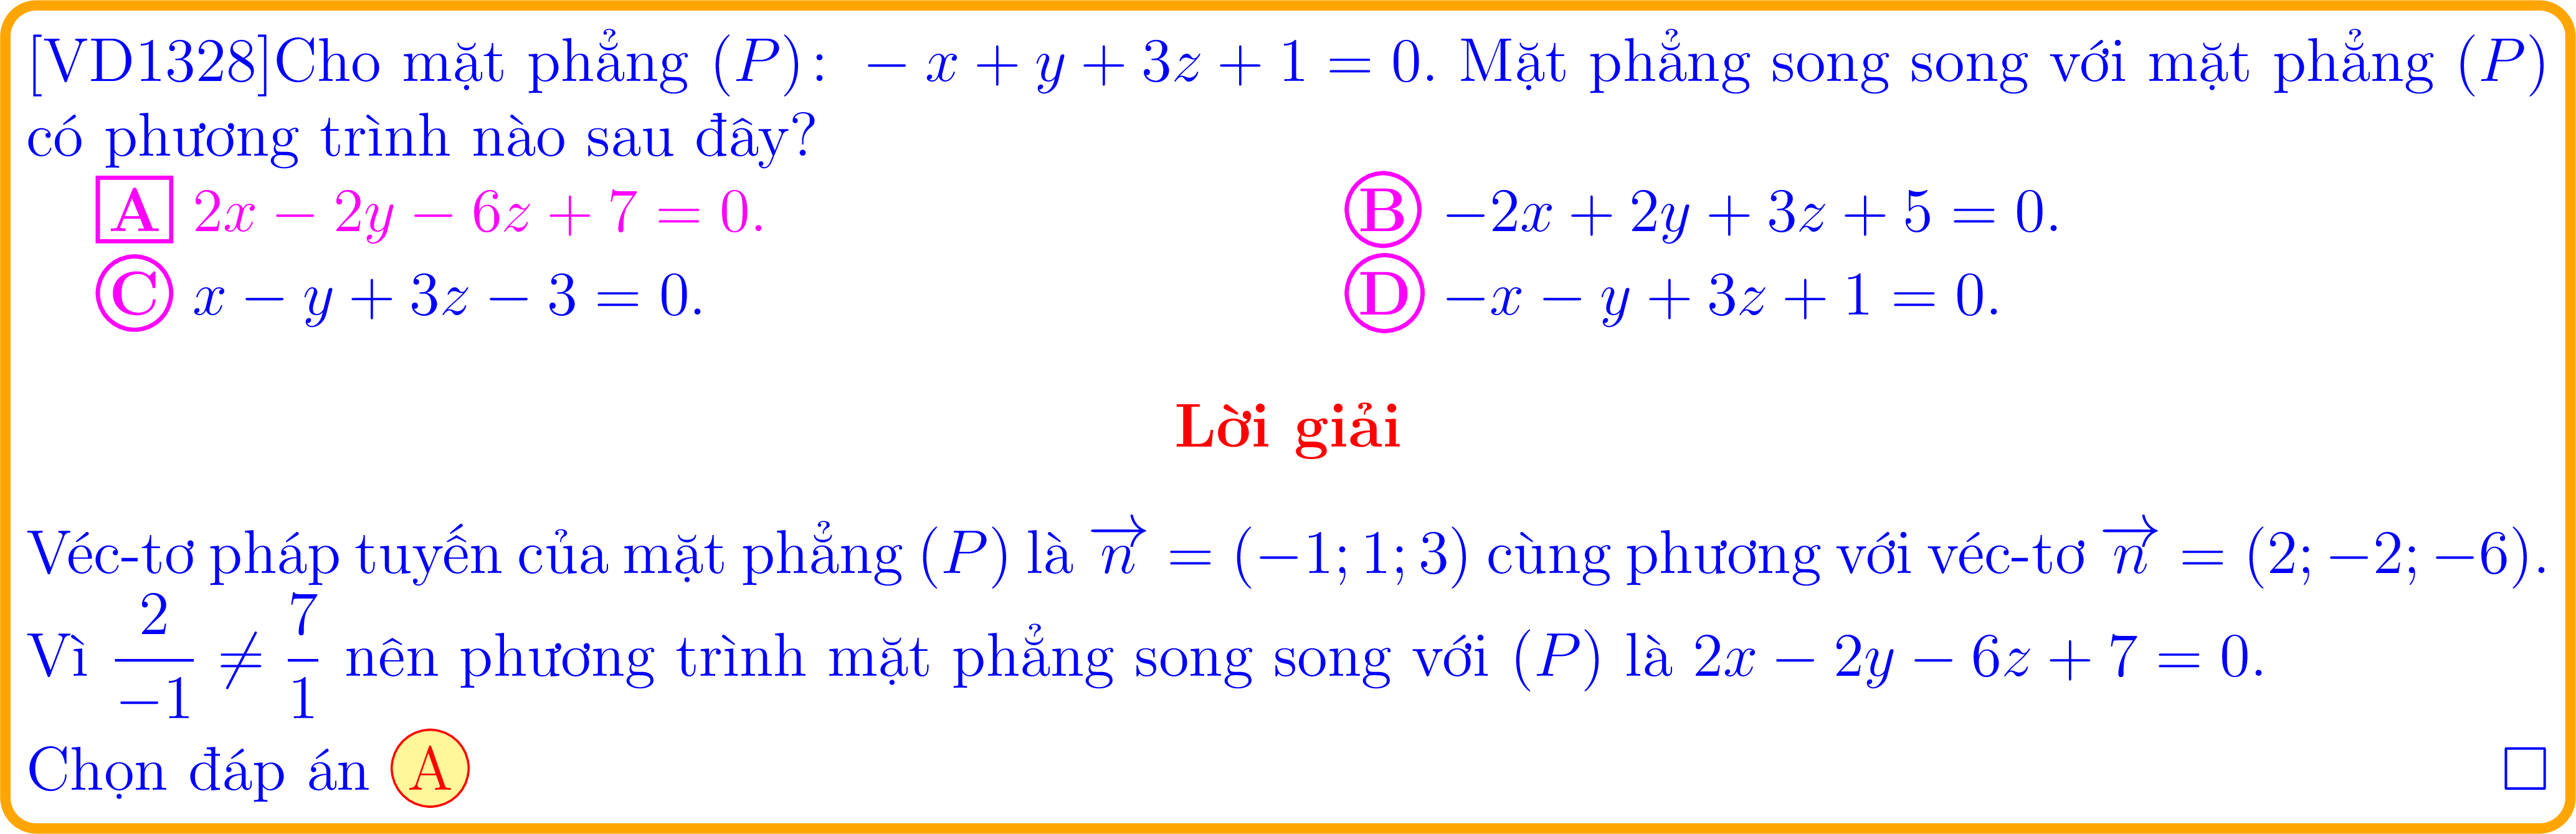 [VD1328]Cho mặt phẳng (P): −x + y + 3z + 1 = 0. Mặt phẳng song song với mặt phẳng (P)
có phương trình nào sau đây?
A 2x − 2y − 6z + 7 = 0. B −2x + 2y + 3z + 5 = 0.
C x − y + 3z − 3 = 0. D −x − y + 3z + 1 = 0.
Lời giải
Véc-tơ pháp tuyến của mặt phẳng (P) là $\overrightarrow{n}$ = (−1; 1; 3) cùng phương với véc-tơ $\overrightarrow{n}$ = (2; −2; −6).
Vì $\frac{2}{-1} \neq \frac{7}{1}$ nên phương trình mặt phẳng song song với (P) là 2x − 2y − 6z + 7 = 0.
Chọn đáp án A □